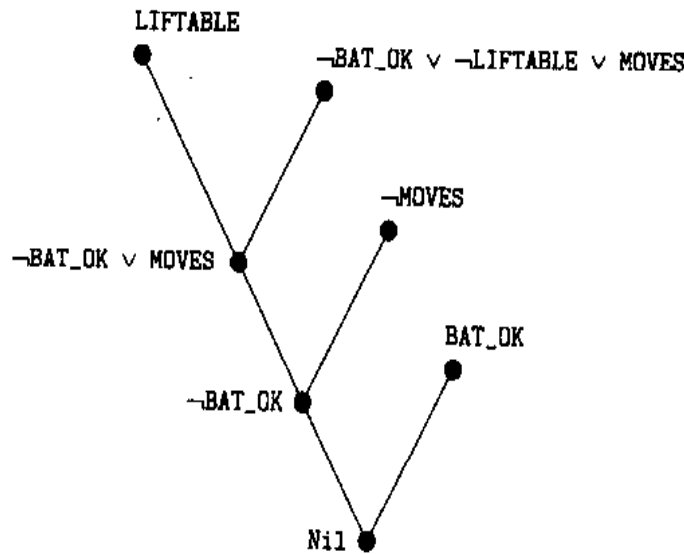 LIFTABLE
¬BAT_OK ∨ ¬LIFTABLE ∨ MOVES
¬MOVES
¬BAT_OK ∨ MOVES
BAT_OK
¬BAT_OK
Nil